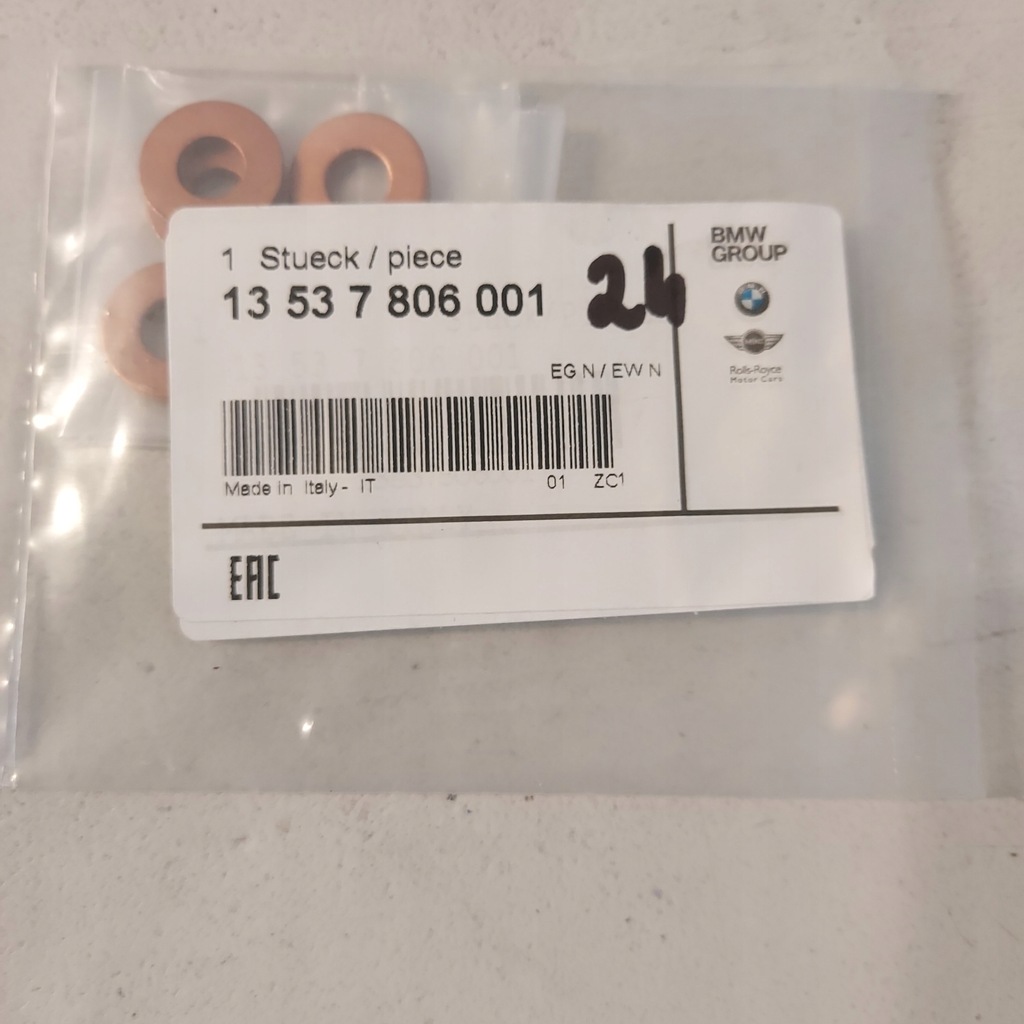 1 Stueck / piece
13 53 7 806 001
24
EG N / EW N
Made in Italy - IT
01 ZC1
BMW
GROUP
MINI
Rolls-Royce
Motor Cars
EAC